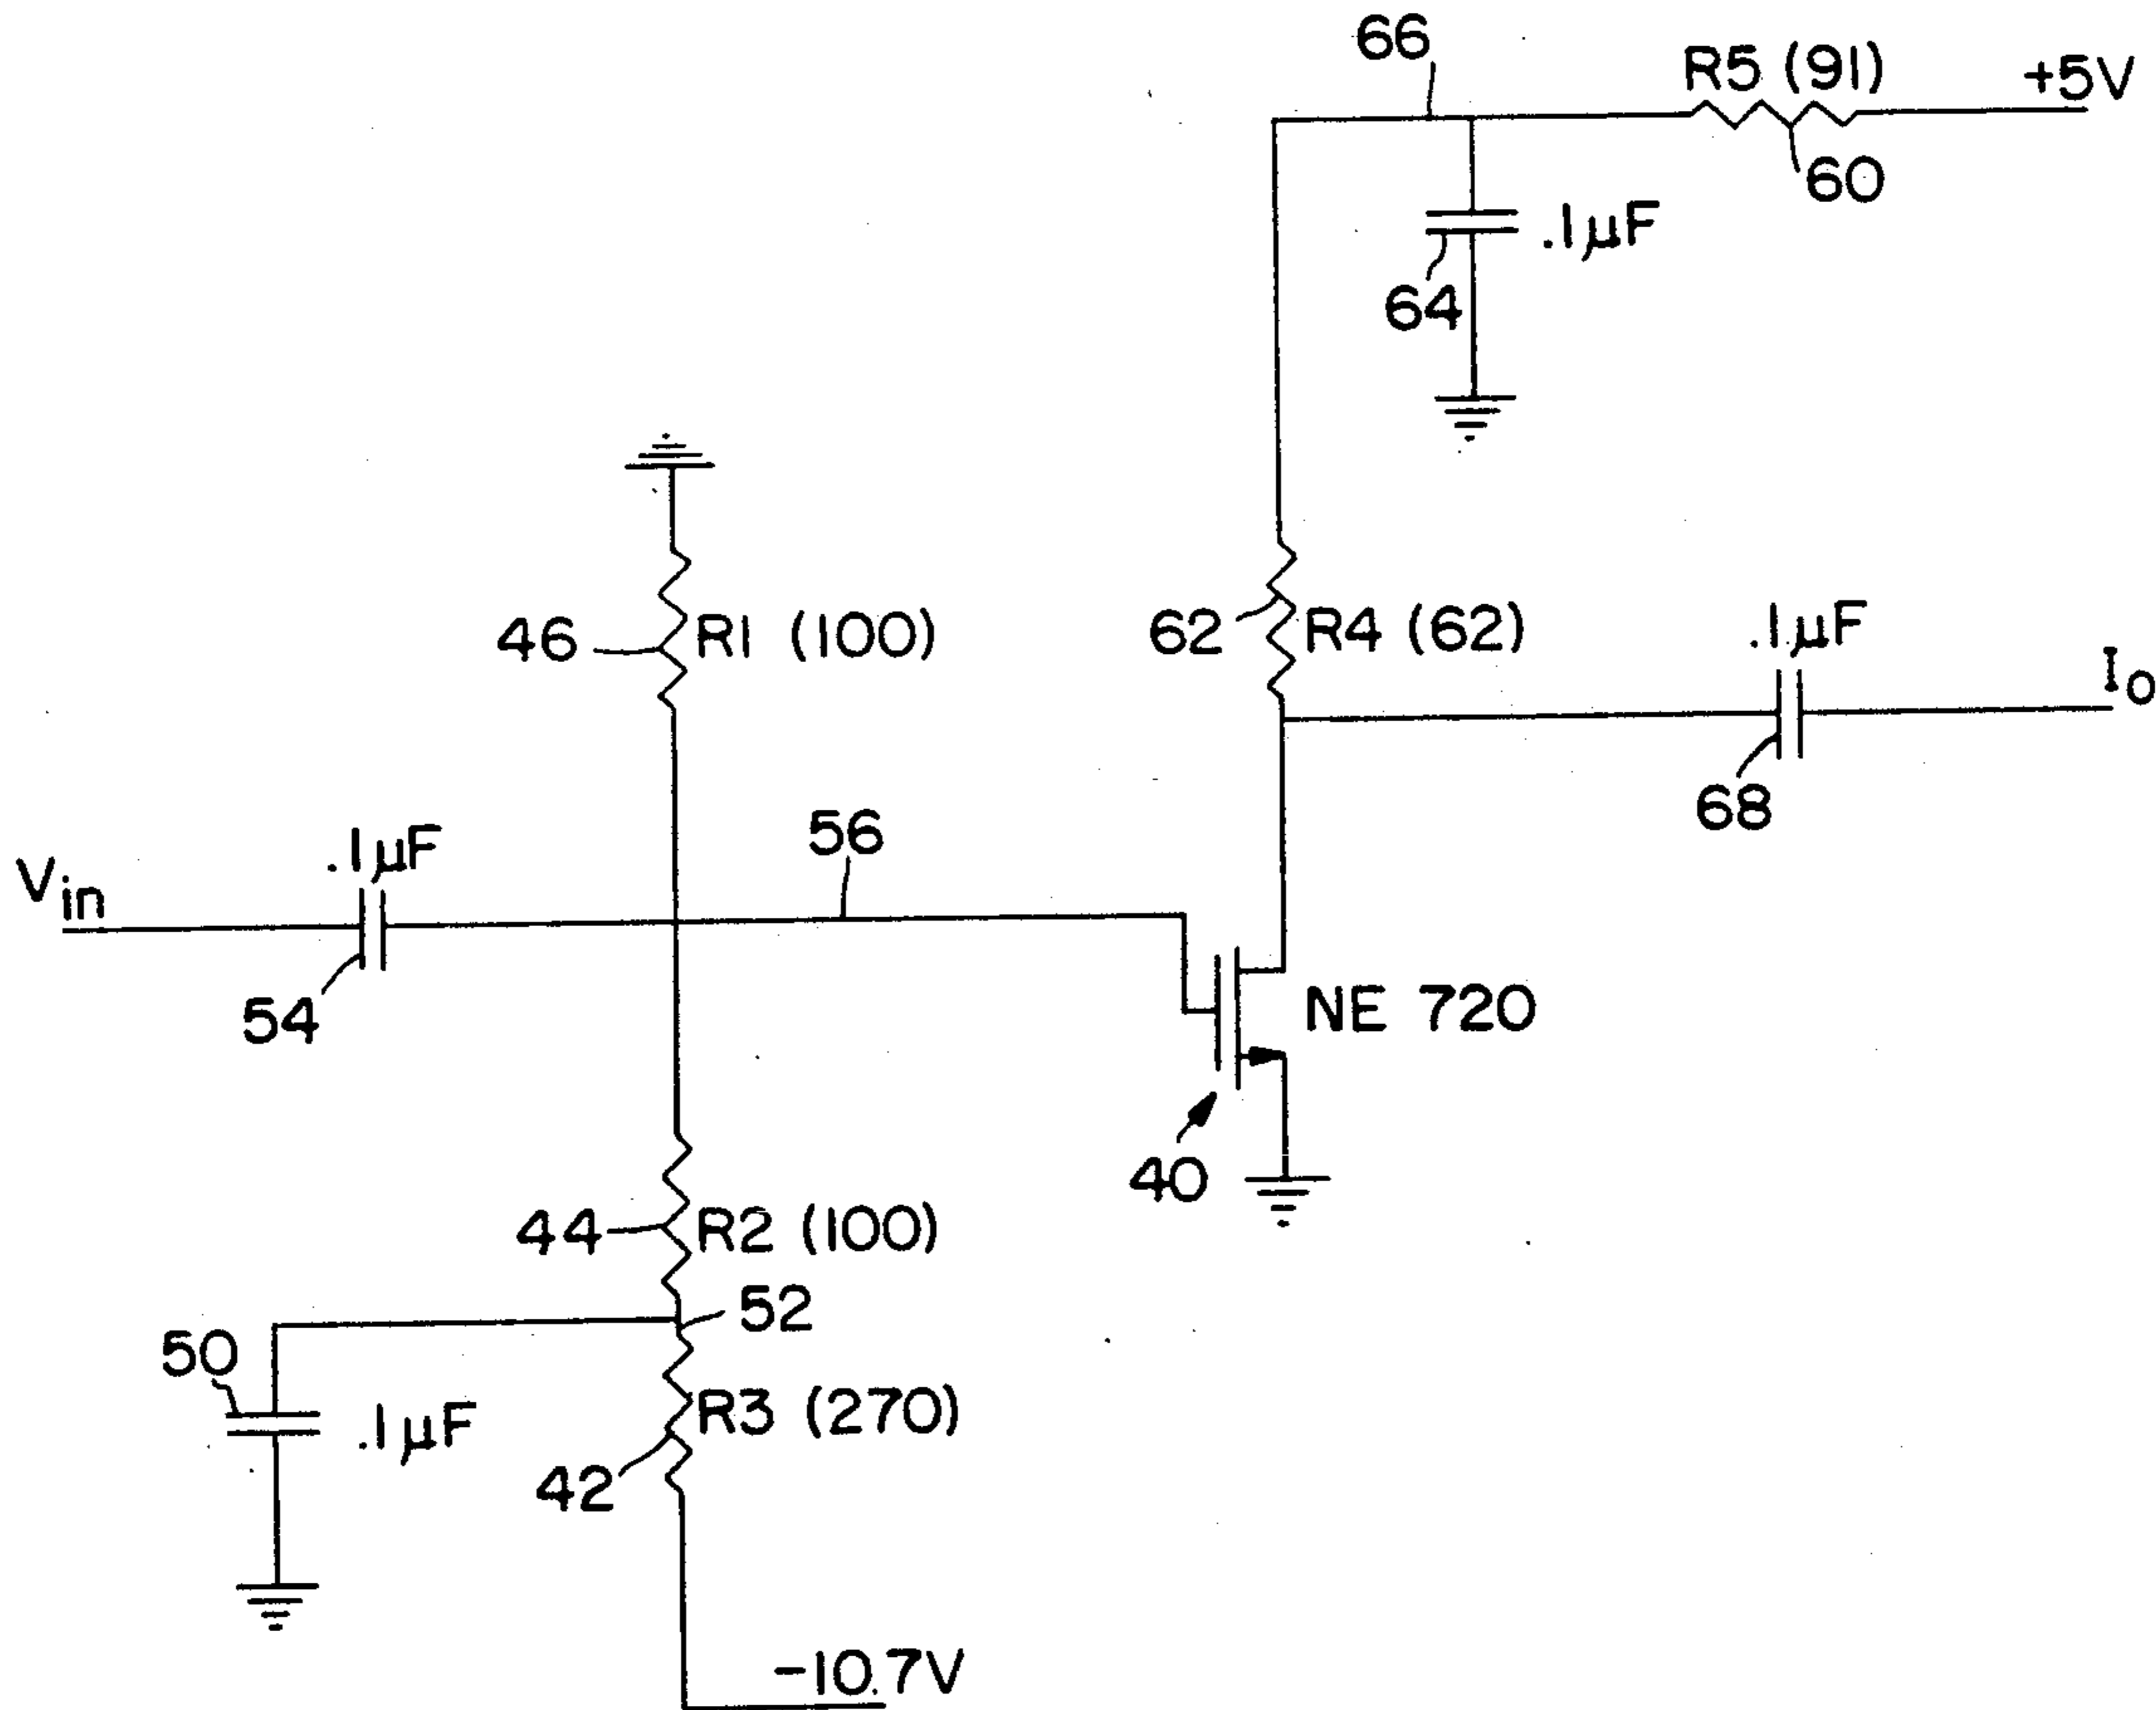 66
R5 (91)
+5V
60
.1µF
64
46
R1 (100)
62
R4 (62)
.1µF
Io
68
56
.1µF
Vin
54
NE 720
40
44
R2 (100)
52
50
.1µF
R3 (270)
42
-10.7V